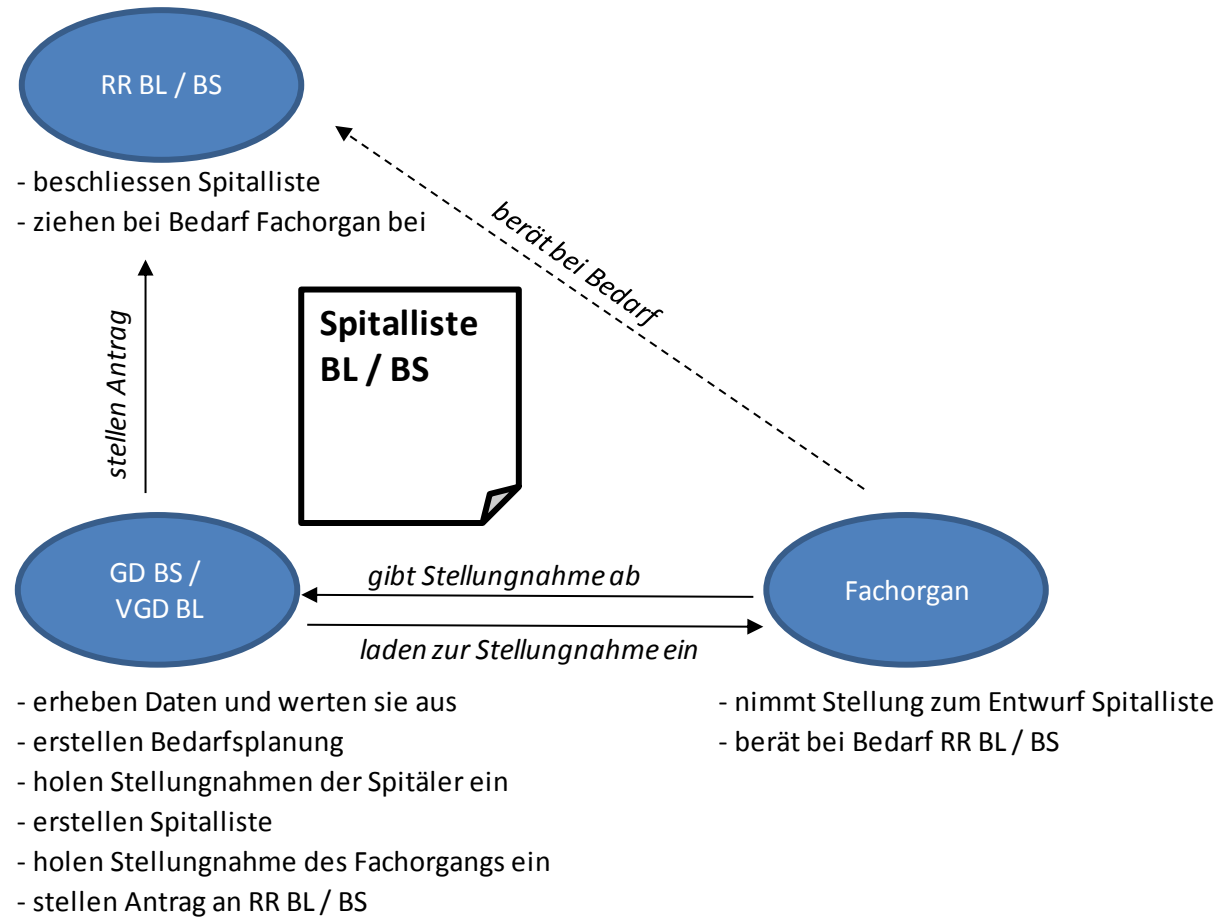 RR BL / BS
- beschliessen Spitalliste
- ziehen bei Bedarf Fachorgan bei
berät bei Bedarf
stellen Antrag
Spitalliste
BL / BS
GD BS /
VGD BL
gibt Stellungnahme ab
laden zur Stellungnahme ein
Fachorgan
- erheben Daten und werten sie aus
- erstellen Bedarfsplanung
- holen Stellungnahmen der Spitäler ein
- erstellen Spitalliste
- holen Stellungnahme des Fachorgangs ein
- stellen Antrag an RR BL / BS
- nimmt Stellung zum Entwurf Spitalliste
- berät bei Bedarf RR BL / BS